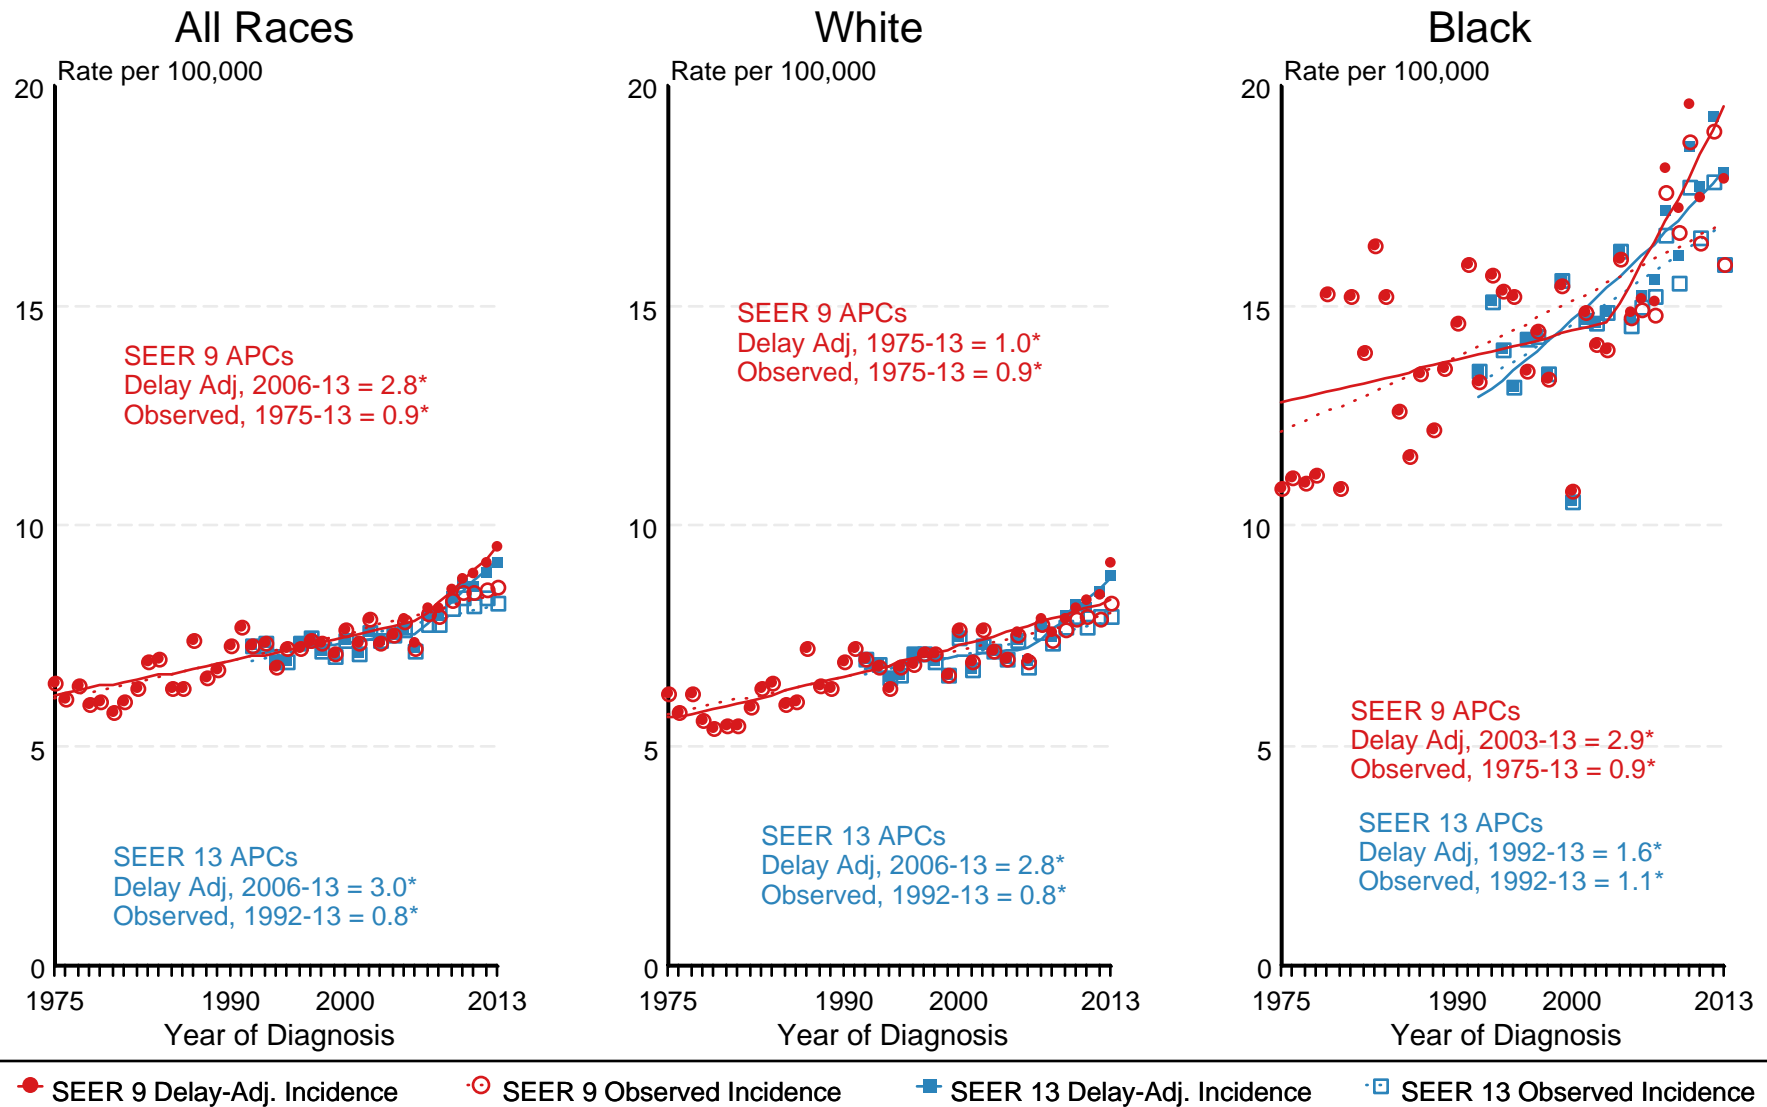 All Races
Rate per 100,000
20
15
10
5
0
SEER 9 APCs
Delay Adj, 2006-13 = 2.8*
Observed, 1975-13 = 0.9*
SEER 13 APCs
Delay Adj, 2006-13 = 3.0*
Observed, 1992-13 = 0.8*
1975 1990 2000 2013
Year of Diagnosis
White
Rate per 100,000
20
15
10
5
0
SEER 9 APCs
Delay Adj, 1975-13 = 1.0*
Observed, 1975-13 = 0.9*
SEER 13 APCs
Delay Adj, 2006-13 = 2.8*
Observed, 1992-13 = 0.8*
1975 1990 2000 2013
Year of Diagnosis
Black
Rate per 100,000
20
15
10
5
0
SEER 9 APCs
Delay Adj, 2003-13 = 2.9*
Observed, 1975-13 = 0.9*
SEER 13 APCs
Delay Adj, 1992-13 = 1.6*
Observed, 1992-13 = 1.1*
1975 1990 2000 2013
Year of Diagnosis
SEER 9 Delay-Adj. Incidence
SEER 9 Observed Incidence
SEER 13 Delay-Adj. Incidence
SEER 13 Observed Incidence